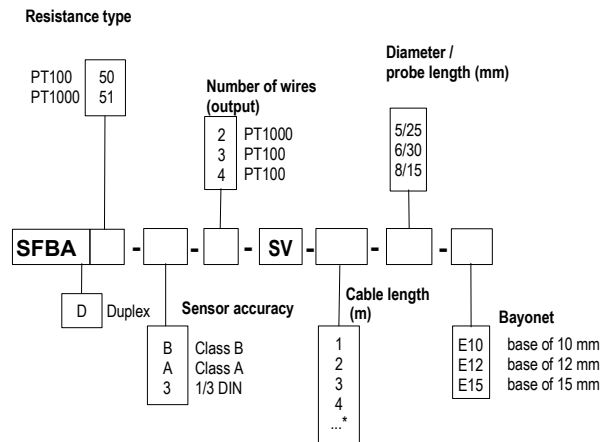 Resistance type
PT100 50
PT1000 51
Number of wires
(output)
2 PT1000
3 PT100
4 PT100
Diameter /
probe length (mm)
5/25
6/30
8/15
SFBA - - - SV - - -
D Duplex
Sensor accuracy
B Class B
A Class A
3 1/3 DIN
Cable length
(m)
1
2
3
4
...*
Bayonet
E10 base of 10 mm
E12 base of 12 mm
E15 base of 15 mm